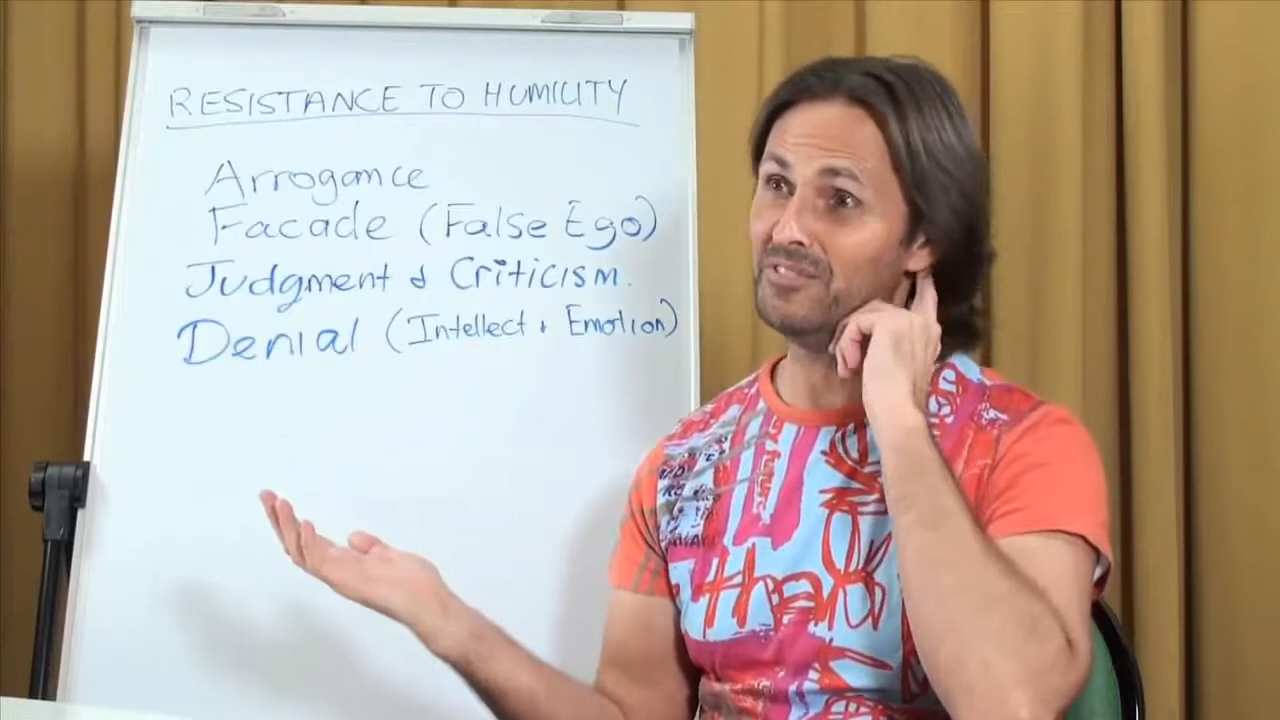 RESISTANCE TO HUMILITY
Arrogance
Facade (False Ego)
Judgment & Criticism.
Denial (Intellect + Emotion)